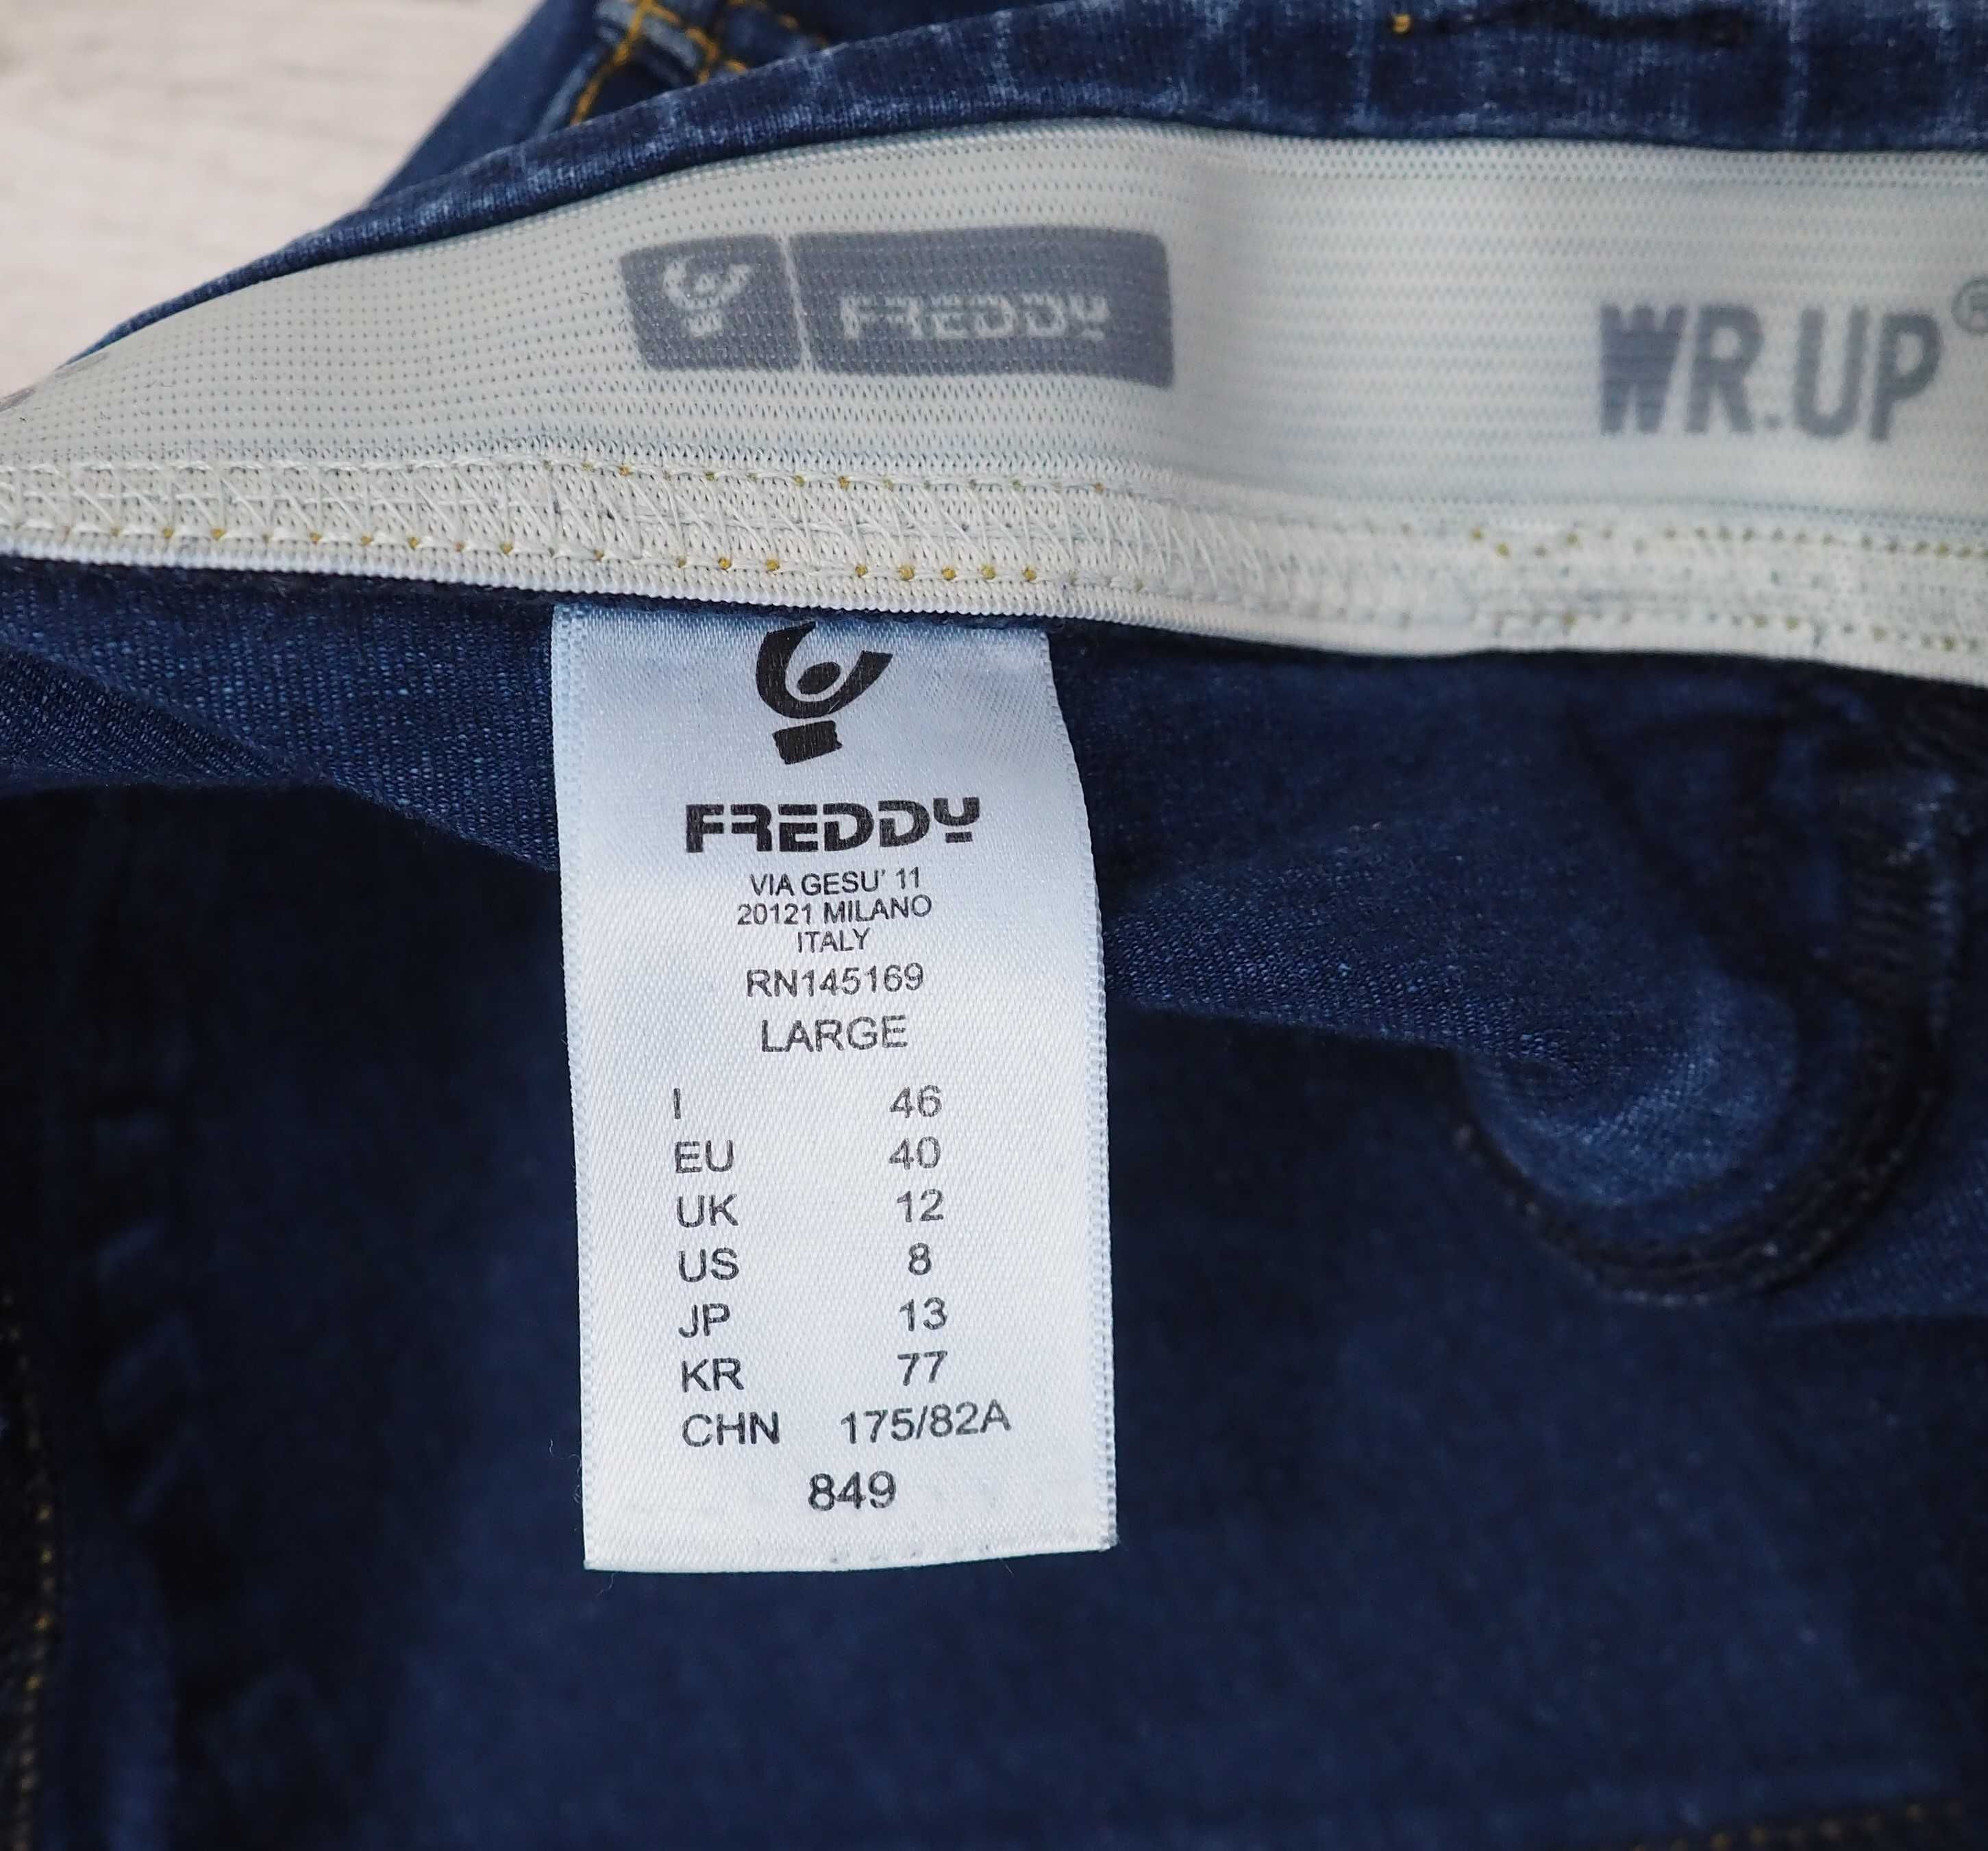 FREDDY
WR.UP®
FREDDY
VIA GESU' 11
20121 MILANO
ITALY
RN145169
LARGE
I 46
EU 40
UK 12
US 8
JP 13
KR 77
CHN 175/82A
849